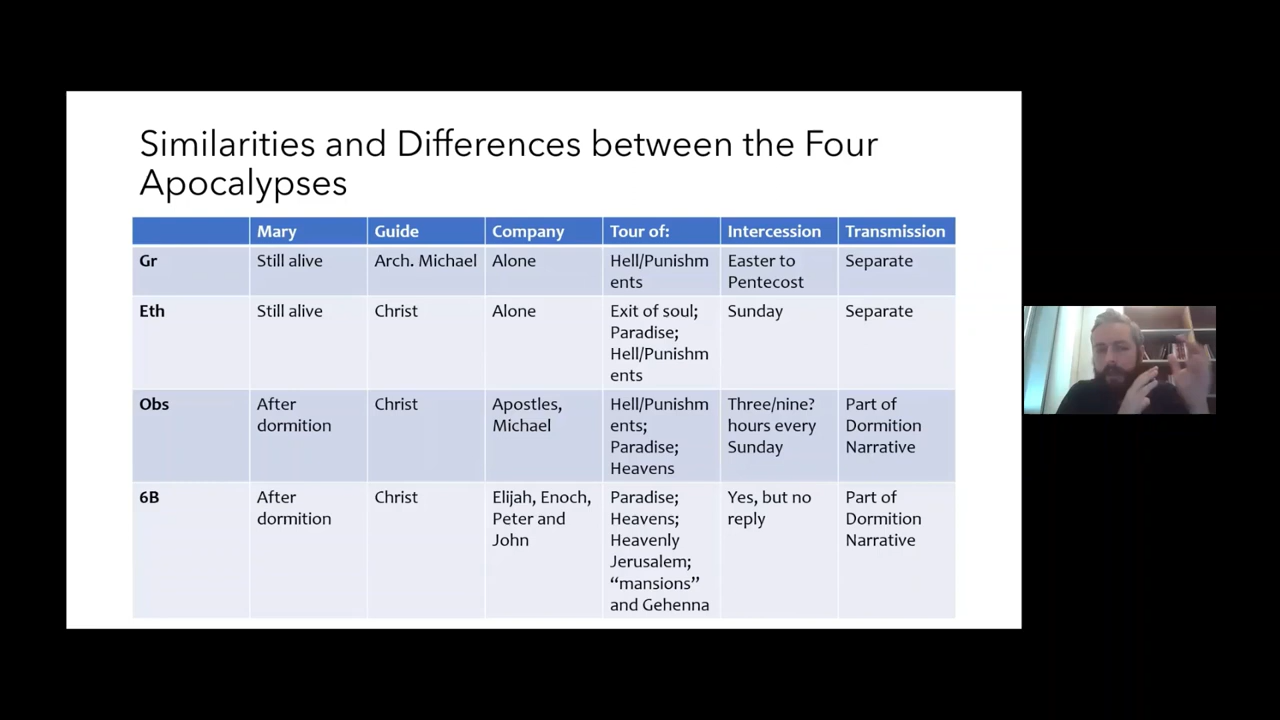 Similarities and Differences between the Four
Apocalypses
Mary Guide Company Tour of: Intercession Transmission
Gr Still alive Arch. Michael Alone Hell/Punishm Easter to Separate
ents Pentecost
Eth Still alive Christ Alone Exit of soul; Sunday Separate
Paradise;
Hell/Punishm
ents
Obs After Christ Apostles, Hell/Punishm Three/nine? Part of
dormition Michael ents; hours every Dormition
Paradise; Sunday Narrative
Heavens
6B After Christ Elijah, Enoch, Paradise; Yes, but no Part of
dormition Peter and Heavens; reply Dormition
John Heavenly Narrative
Jerusalem;
“mansions”
and Gehenna